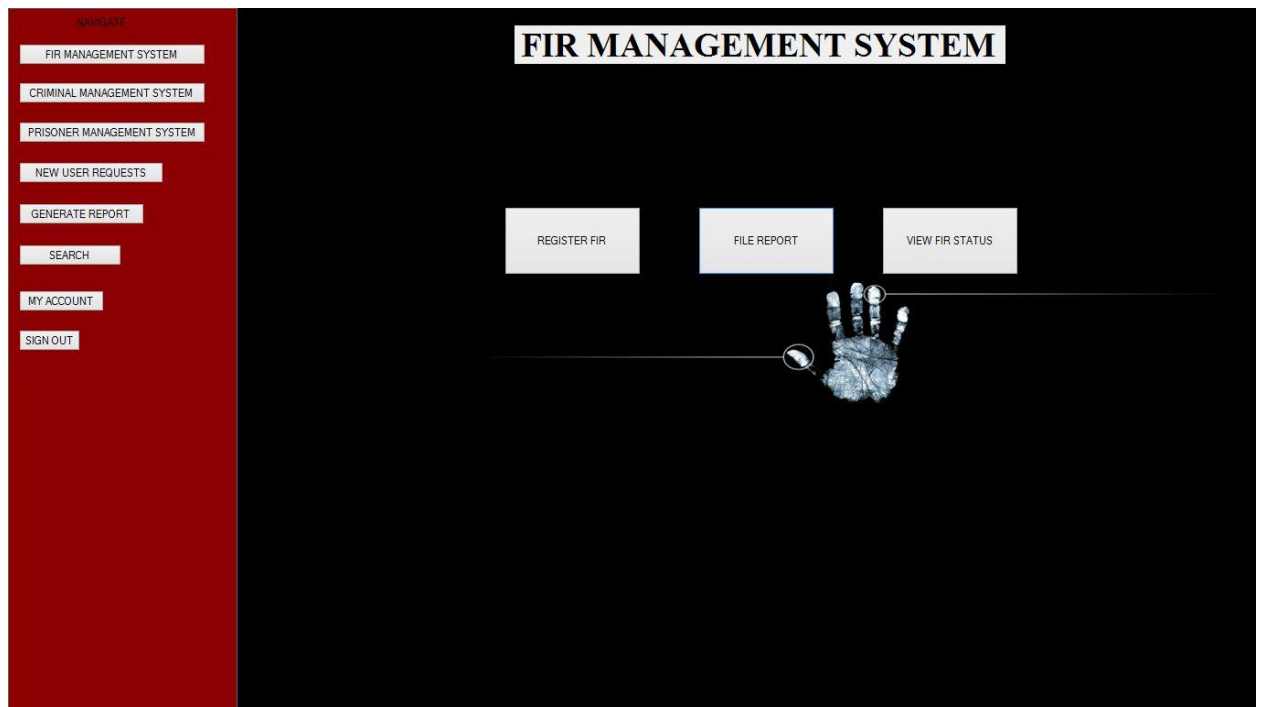 NAVIGATE
FIR MANAGEMENT SYSTEM
CRIMINAL MANAGEMENT SYSTEM
PRISONER MANAGEMENT SYSTEM
NEW USER REQUESTS
GENERATE REPORT
SEARCH
MY ACCOUNT
SIGN OUT
FIR MANAGEMENT SYSTEM
REGISTER FIR
FILE REPORT
VIEW FIR STATUS